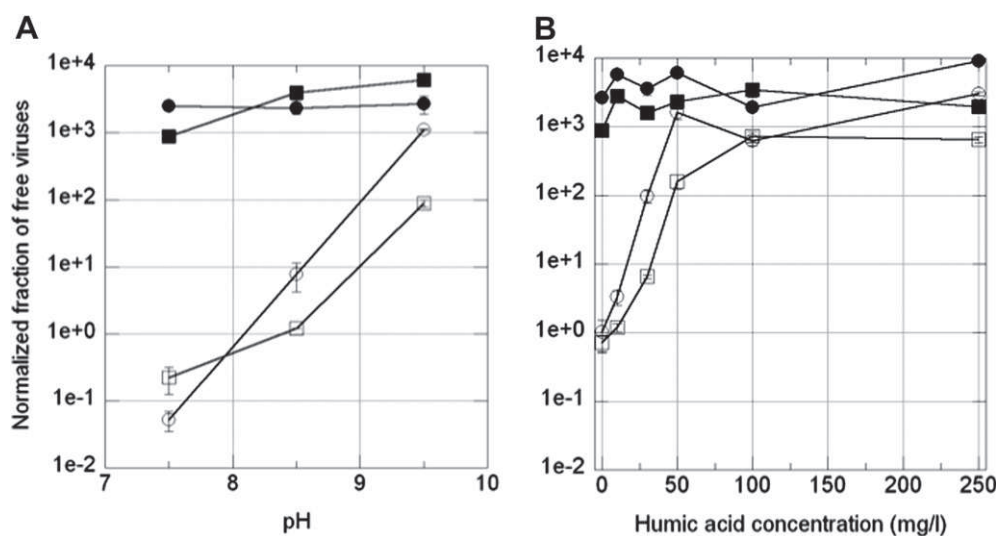 A
Normalized fraction of free viruses
1e+4
1e+3
1e+2
1e+1
1e+0
1e-1
1e-2
7
8
9
10
pH
B
1e+4
1e+3
1e+2
1e+1
1e+0
1e-1
1e-2
0
50
100
150
200
250
Humic acid concentration (mg/l)